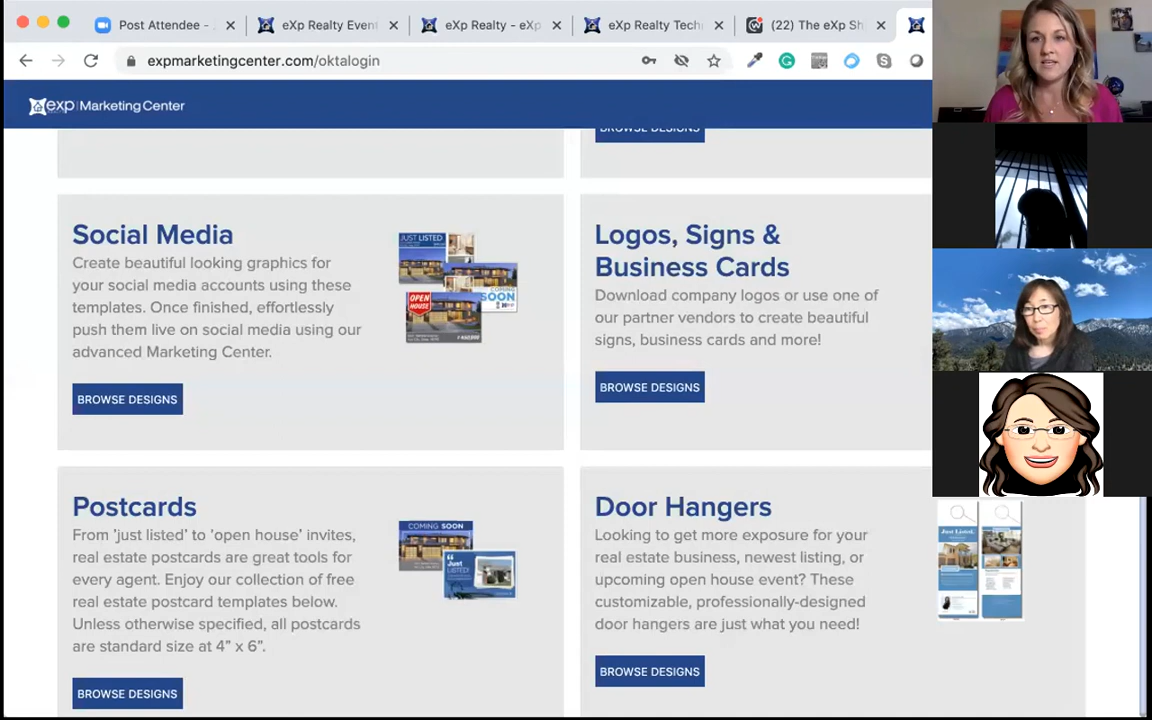 Post Attendee -
eXp Realty Event
eXp Realty - eXp
eXp Realty Tech
(22) The eXp Sh
expmarketingcenter.com/oktalogin
exp Marketing Center
BROWSE DESIGNS
Social Media
Create beautiful looking graphics for
your social media accounts using these
templates. Once finished, effortlessly
push them live on social media using our
advanced Marketing Center.
BROWSE DESIGNS
JUST LISTED
COMING
SOON
OPEN
HOUSE
Logos, Signs &
Business Cards
Download company logos or use one of
our partner vendors to create beautiful
signs, business cards and more!
BROWSE DESIGNS
Postcards
From 'just listed' to 'open house' invites,
real estate postcards are great tools for
every agent. Enjoy our collection of free
real estate postcard templates below.
Unless otherwise specified, all postcards
are standard size at 4” x 6”.
BROWSE DESIGNS
COMING SOON
Just
LISTED
Door Hangers
Looking to get more exposure for your
real estate business, newest listing, or
upcoming open house event? These
customizable, professionally-designed
door hangers are just what you need!
BROWSE DESIGNS
Just Listed